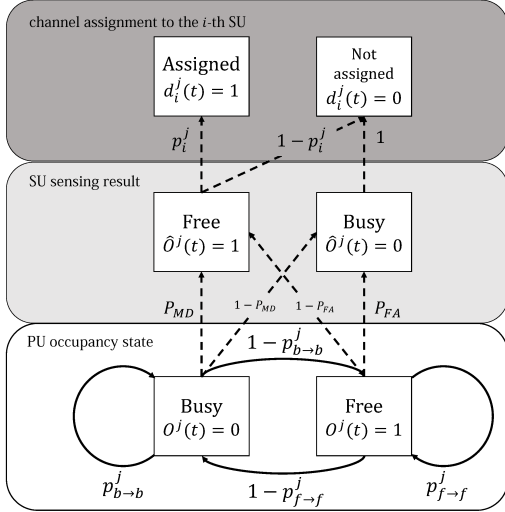 channel assignment to the i-th SU
Assigned
d_i^j(t) = 1
Not
assigned
d_i^j(t) = 0
p_i^j
1 − p_i^j
1
SU sensing result
Free
Ô^j(t) = 1
Busy
Ô^j(t) = 0
P_MD
1−P_MD
1−P_FA
P_FA
PU occupancy state
1 − p_{b→b}^j
Busy
O^j(t) = 0
Free
O^j(t) = 1
p_{b→b}^j
1 − p_{f→f}^j
p_{f→f}^j